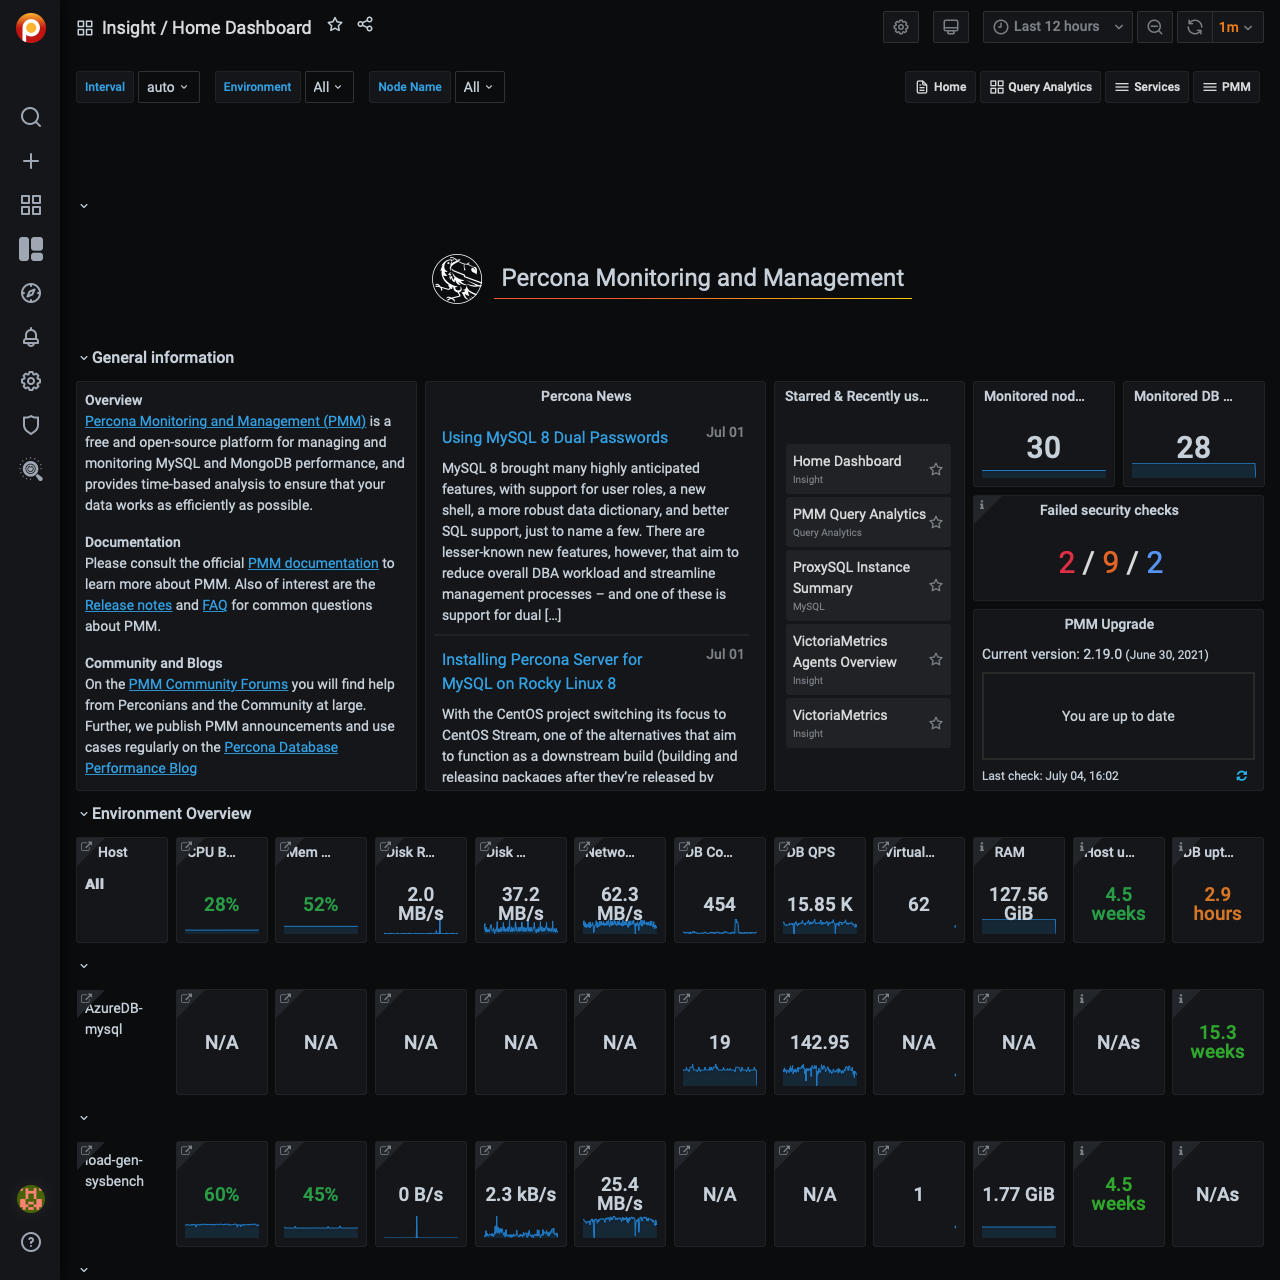 Insight / Home Dashboard
Last 12 hours
1m
Interval
auto
Environment
All
Node Name
All
Home
Query Analytics
Services
PMM
Percona Monitoring and Management
General information
Overview
Percona Monitoring and Management (PMM) is a
free and open-source platform for managing and
monitoring MySQL and MongoDB performance, and
provides time-based analysis to ensure that your
data works as efficiently as possible.
Documentation
Please consult the official PMM documentation to
learn more about PMM. Also of interest are the
Release notes and FAQ for common questions
about PMM.
Community and Blogs
On the PMM Community Forums you will find help
from Perconians and the Community at large.
Further, we publish PMM announcements and use
cases regularly on the Percona Database
Performance Blog
Percona News
Using MySQL 8 Dual Passwords
Jul 01
MySQL 8 brought many highly anticipated
features, with support for user roles, a new
shell, a more robust data dictionary, and better
SQL support, just to name a few. There are
lesser-known new features, however, that aim to
reduce overall DBA workload and streamline
management processes – and one of these is
support for dual […]
Installing Percona Server for
MySQL on Rocky Linux 8
Jul 01
With the CentOS project switching its focus to
CentOS Stream, one of the alternatives that aim
to function as a downstream build (building and
releasing packages after they're released by
Starred & Recently us...
Home Dashboard
Insight
PMM Query Analytics
Query Analytics
ProxySQL Instance
Summary
MySQL
VictoriaMetrics
Agents Overview
Insight
VictoriaMetrics
Insight
Monitored nod...
30
Monitored DB ...
28
Failed security checks
2 / 9 / 2
PMM Upgrade
Current version: 2.19.0 (June 30, 2021)
You are up to date
Last check: July 04, 16:02
Environment Overview
Host
All
CPU B...
28%
Mem ...
52%
Disk R...
2.0
MB/s
Disk ...
37.2
MB/s
Netwo...
62.3
MB/s
DB Co...
454
DB QPS
15.85 K
Virtual...
62
RAM
127.56
GiB
Host u...
4.5
weeks
DB upt...
2.9
hours
AzureDB-
mysql
N/A
N/A
N/A
N/A
N/A
19
142.95
N/A
N/A
N/As
15.3
weeks
load-gen-
sysbench
60%
45%
0 B/s
2.3 kB/s
25.4
MB/s
N/A
N/A
1
1.77 GiB
4.5
weeks
N/As